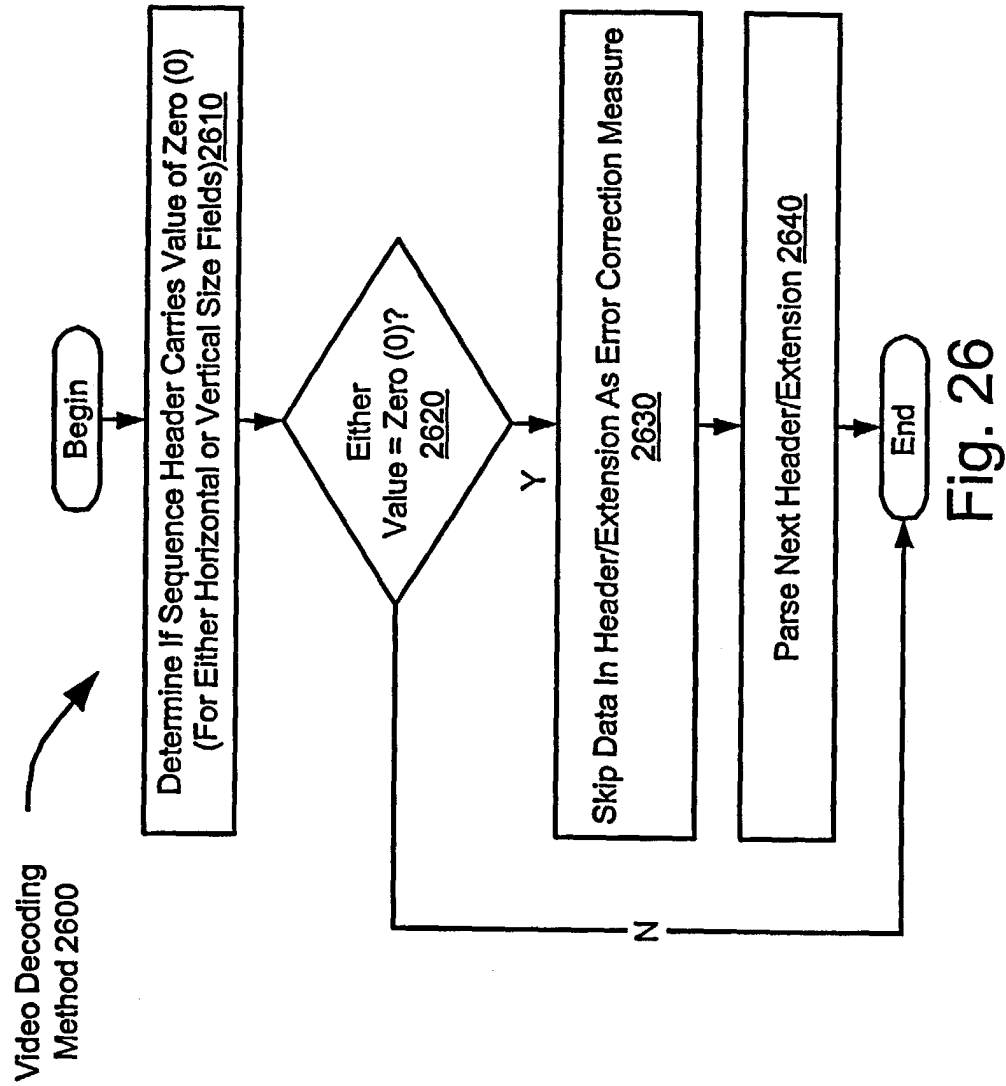 Video Decoding
Method 2600
Begin
Determine If Sequence Header Carries Value of Zero (0)
(For Either Horizontal or Vertical Size Fields)2610
Either
Value = Zero (0)?
2620
Y
N
Skip Data In Header/Extension As Error Correction Measure
2630
Parse Next Header/Extension 2640
End
Fig. 26